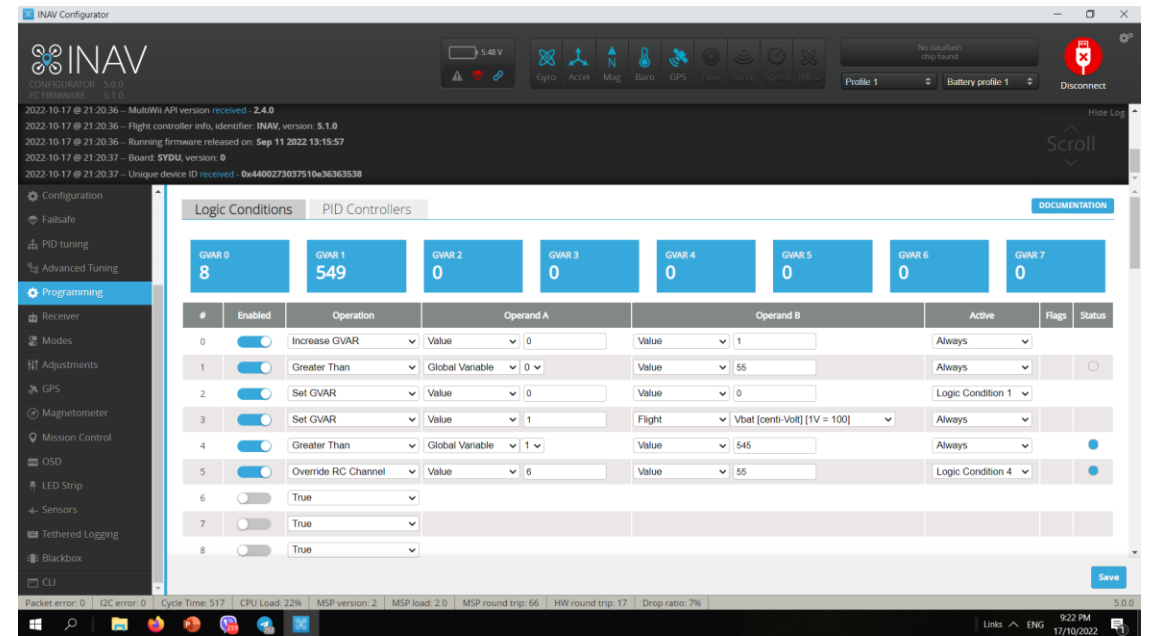 INAV Configurator
INAV
CONFIGURATOR 5.0.0
FC FIRMWARE 5.1.0
5.48 V
Gyro Accel Mag Baro GPS Flow Sonar Speed IMU2
No dataflash
chip found
Profile 1 Battery profile 1
Disconnect
2022-10-17 @ 21:20:36 -- MultiWii API version received - 2.4.0
2022-10-17 @ 21:20:36 -- Flight controller info, identifier: INAV, version: 5.1.0
2022-10-17 @ 21:20:36 -- Running firmware released on: Sep 11 2022 13:15:57
2022-10-17 @ 21:20:37 -- Board: SYDU, version: 0
2022-10-17 @ 21:20:37 -- Unique device ID received - 0x4400273037510e36363538
Hide Log
Scroll
Configuration
Failsafe
PID tuning
Advanced Tuning
Programming
Receiver
Modes
Adjustments
GPS
Magnetometer
Mission Control
OSD
LED Strip
Sensors
Tethered Logging
Blackbox
CLI
Logic Conditions PID Controllers
DOCUMENTATION
GVAR 0 GVAR 1 GVAR 2 GVAR 3 GVAR 4 GVAR 5 GVAR 6 GVAR 7
8 549 0 0 0 0 0 0
# Enabled Operation Operand A Operand B Active Flags Status
0 Increase GVAR Value 0 Value 1 Always
1 Greater Than Global Variable 0 Value 55 Always
2 Set GVAR Value 0 Value 0 Logic Condition 1
3 Set GVAR Value 1 Flight Vbat [centi-Volt] [1V = 100] Always
4 Greater Than Global Variable 1 Value 545 Always
5 Override RC Channel Value 6 Value 55 Logic Condition 4
6 True
7 True
8 True
Save
Packet error: 0 I2C error: 0 Cycle Time: 517 CPU Load: 22% MSP version: 2 MSP load: 2.0 MSP round trip: 66 HW round trip: 17 Drop ratio: 7% 5.0.0
Links ENG
9:22 PM
17/10/2022